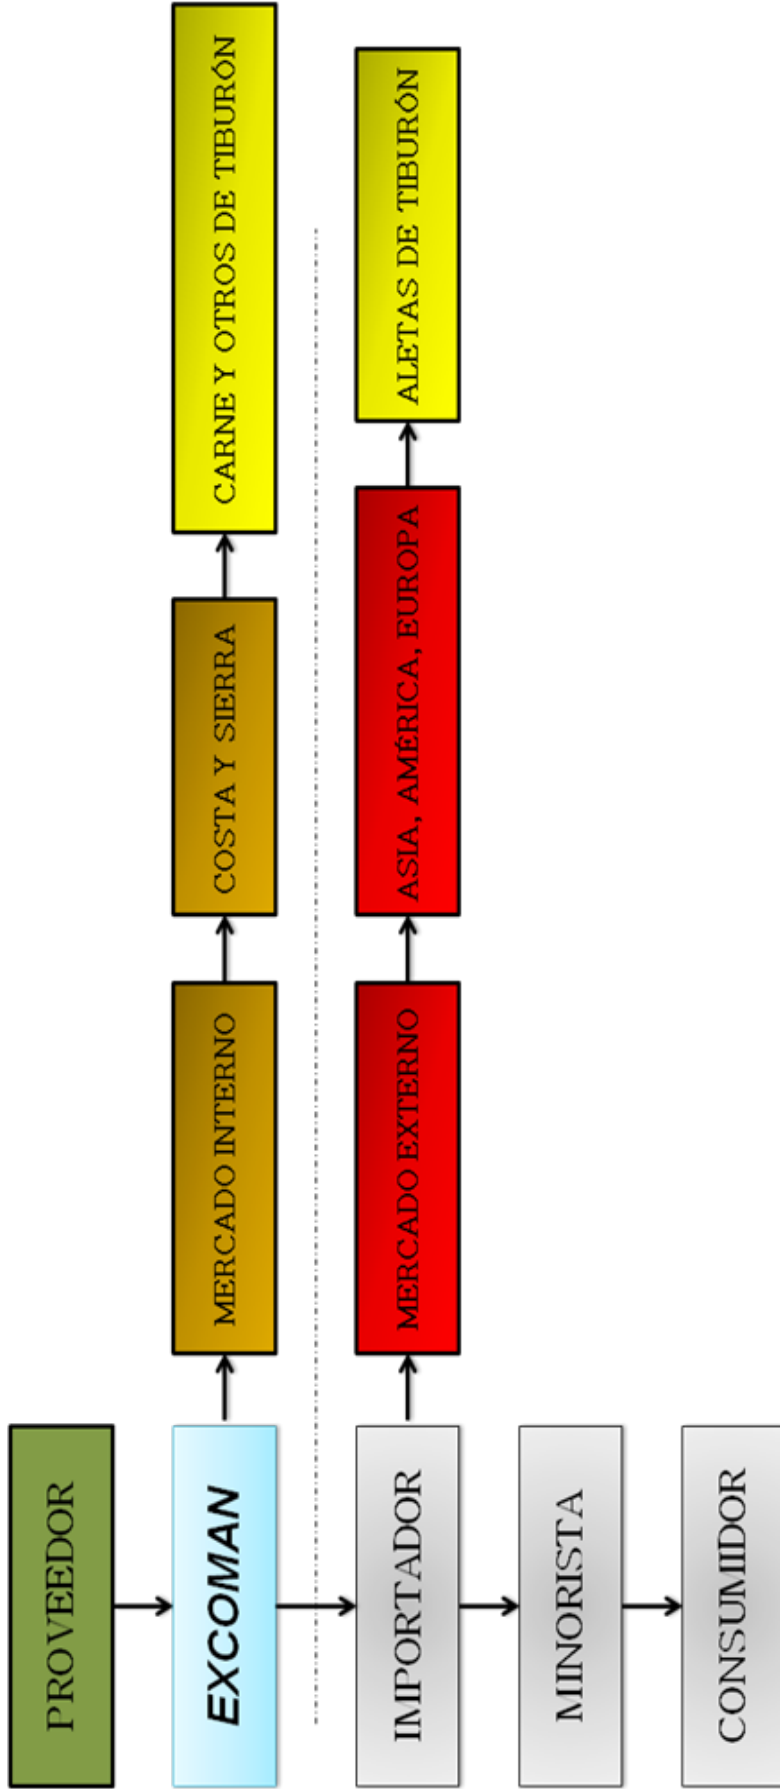 PROVEEDOR
EXCOMAN
MERCADO INTERNO
COSTA Y SIERRA
CARNE Y OTROS DE TIBURÓN
IMPORTADOR
MERCADO EXTERNO
ASIA, AMÉRICA, EUROPA
ALETAS DE TIBURÓN
MINORISTA
CONSUMIDOR